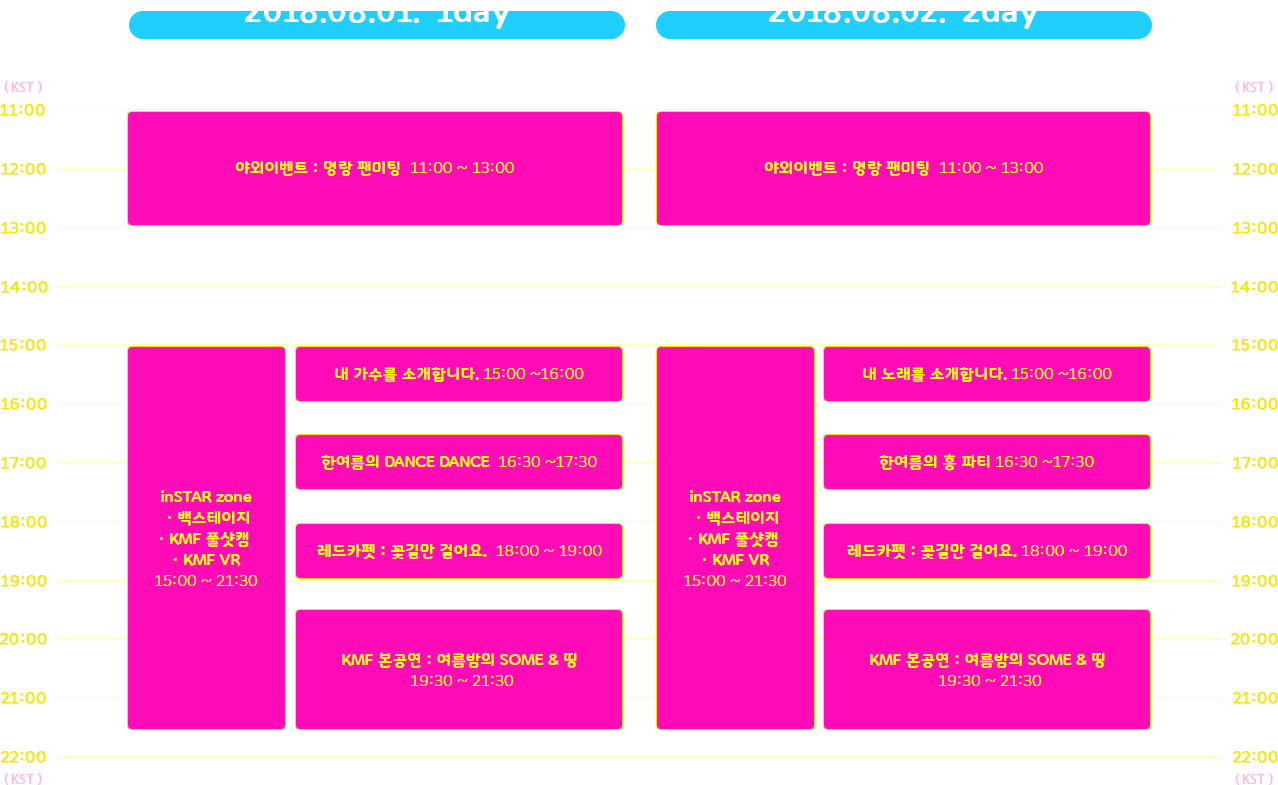 2018.08.01. 1day
2018.08.02. 2day
(KST)
(KST)
11:00
11:00
야외이벤트 : 명랑 팬미팅 11:00 ~ 13:00
야외이벤트 : 명랑 팬미팅 11:00 ~ 13:00
12:00
12:00
13:00
13:00
14:00
14:00
15:00
15:00
내 가수를 소개합니다. 15:00 ~16:00
내 노래를 소개합니다. 15:00 ~16:00
16:00
16:00
한여름의 DANCE DANCE 16:30 ~17:30
한여름의 흥 파티 16:30 ~17:30
17:00
17:00
inSTAR zone
· 백스테이지
· KMF 풀샷캠
· KMF VR
15:00 ~ 21:30
inSTAR zone
· 백스테이지
· KMF 풀샷캠
· KMF VR
15:00 ~ 21:30
18:00
18:00
레드카펫 : 꽃길만 걸어요. 18:00 ~ 19:00
레드카펫 : 꽃길만 걸어요. 18:00 ~ 19:00
19:00
19:00
20:00
20:00
KMF 본공연 : 여름밤의 SOME & 띵
19:30 ~ 21:30
KMF 본공연 : 여름밤의 SOME & 띵
19:30 ~ 21:30
21:00
21:00
22:00
22:00
(KST)
(KST)